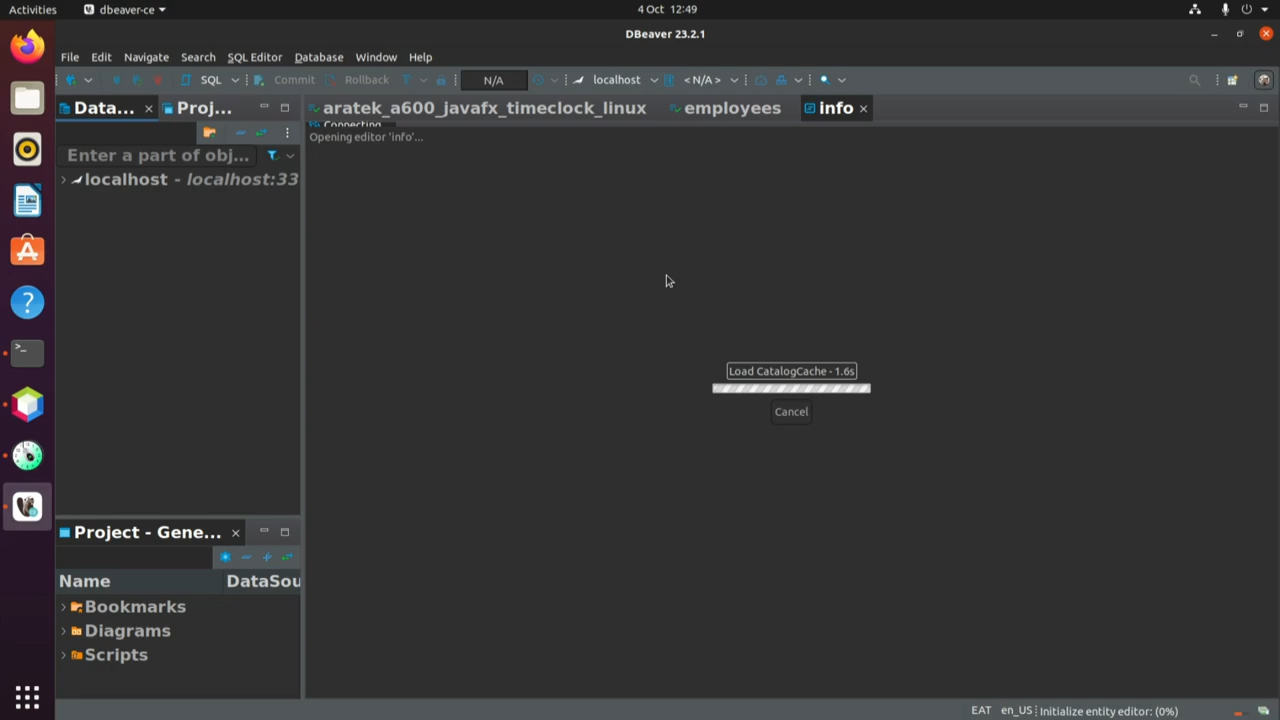 Activities
dbeaver-ce
4 Oct 12:49
DBeaver 23.2.1
File Edit Navigate Search SQL Editor Database Window Help
SQL Commit Rollback T N/A localhost < N/A >
Data... Proj...
aratek_a600_javafx_timeclock_linux employees info
Connecting
Opening editor 'info'...
Enter a part of obj...
localhost - localhost:33
Load CatalogCache - 1.6s
Cancel
Project - Gene...
Name DataSou
Bookmarks
Diagrams
Scripts
EAT en_US Initialize entity editor: (0%)